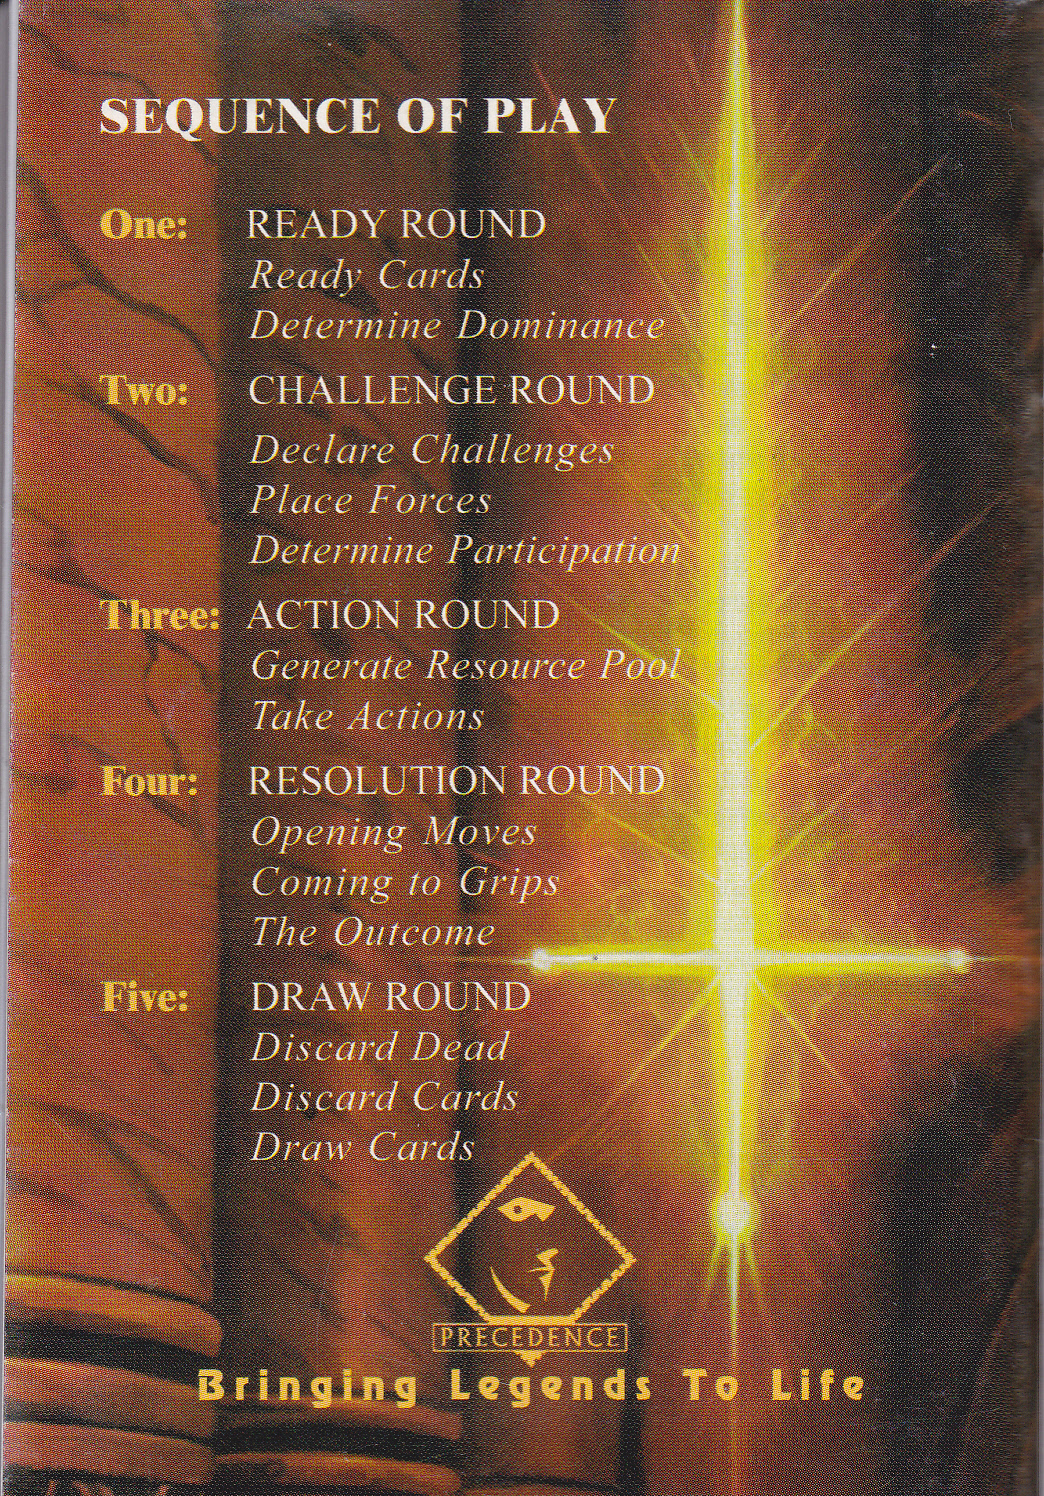 SEQUENCE OF PLAY
One: READY ROUND
Ready Cards
Determine Dominance
Two: CHALLENGE ROUND
Declare Challenges
Place Forces
Determine Participation
Three: ACTION ROUND
Generate Resource Pool
Take Actions
Four: RESOLUTION ROUND
Opening Moves
Coming to Grips
The Outcome
Five: DRAW ROUND
Discard Dead
Discard Cards
Draw Cards
PRECEDENCE
Bringing Legends To Life